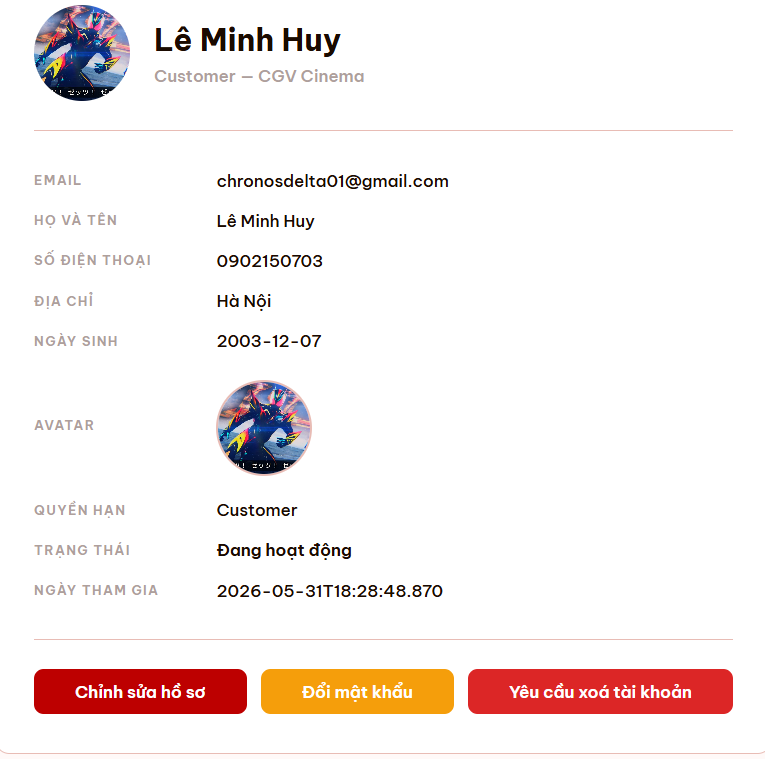 Lê Minh Huy
Customer — CGV Cinema
EMAIL chronosdelta01@gmail.com
HỌ VÀ TÊN Lê Minh Huy
SỐ ĐIỆN THOẠI 0902150703
ĐỊA CHỈ Hà Nội
NGÀY SINH 2003-12-07
AVATAR
QUYỀN HẠN Customer
TRẠNG THÁI Đang hoạt động
NGÀY THAM GIA 2026-05-31T18:28:48.870
Chỉnh sửa hồ sơ Đổi mật khẩu Yêu cầu xoá tài khoản